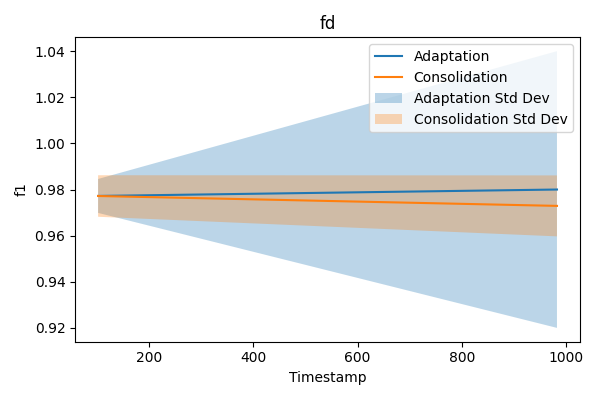 fd
1.04
1.02
1.00
0.98
0.96
0.94
0.92
f1
Adaptation
Consolidation
Adaptation Std Dev
Consolidation Std Dev
200
400
600
800
1000
Timestamp